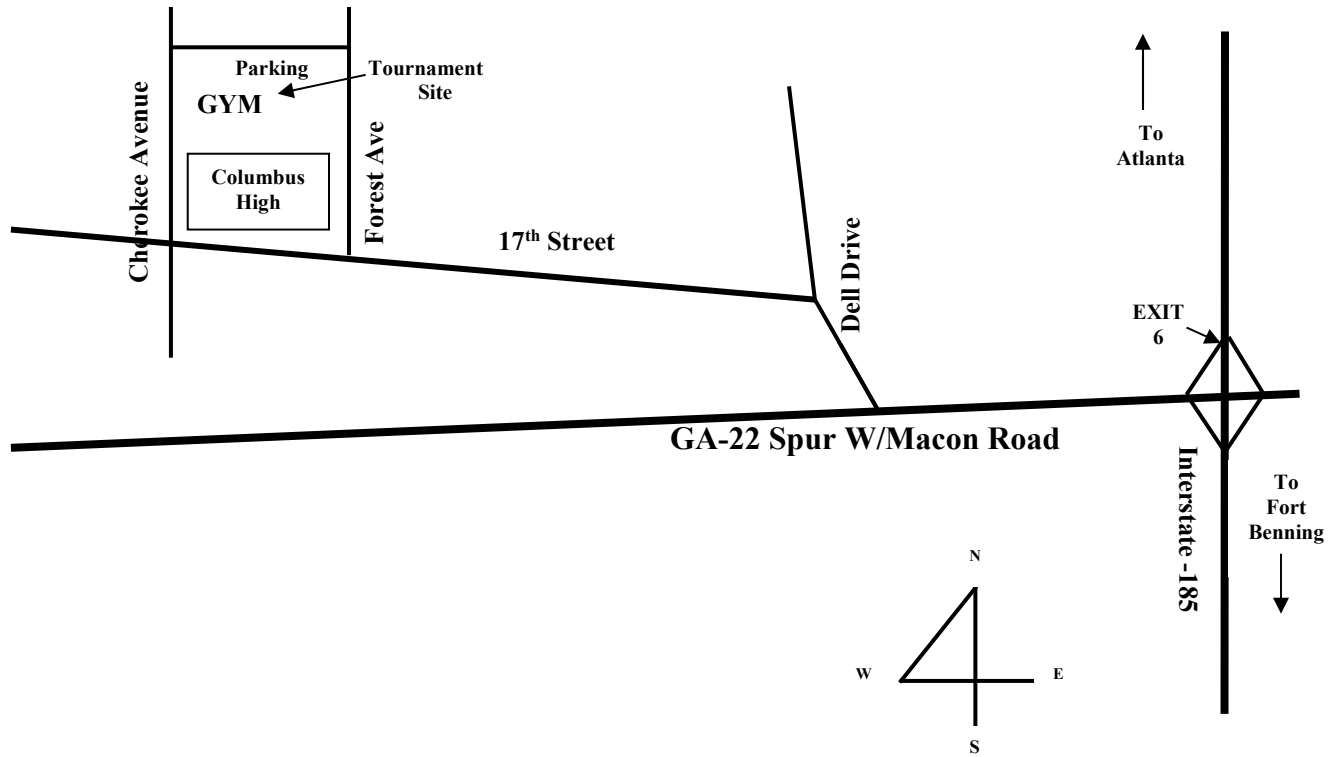 Parking
Tournament
Site
GYM
Cherokee Avenue
Columbus
High
Forest Ave
17th Street
Dell Drive
To
Atlanta
EXIT
6
GA-22 Spur W/Macon Road
Interstate -185
To
Fort
Benning
N
W
E
S